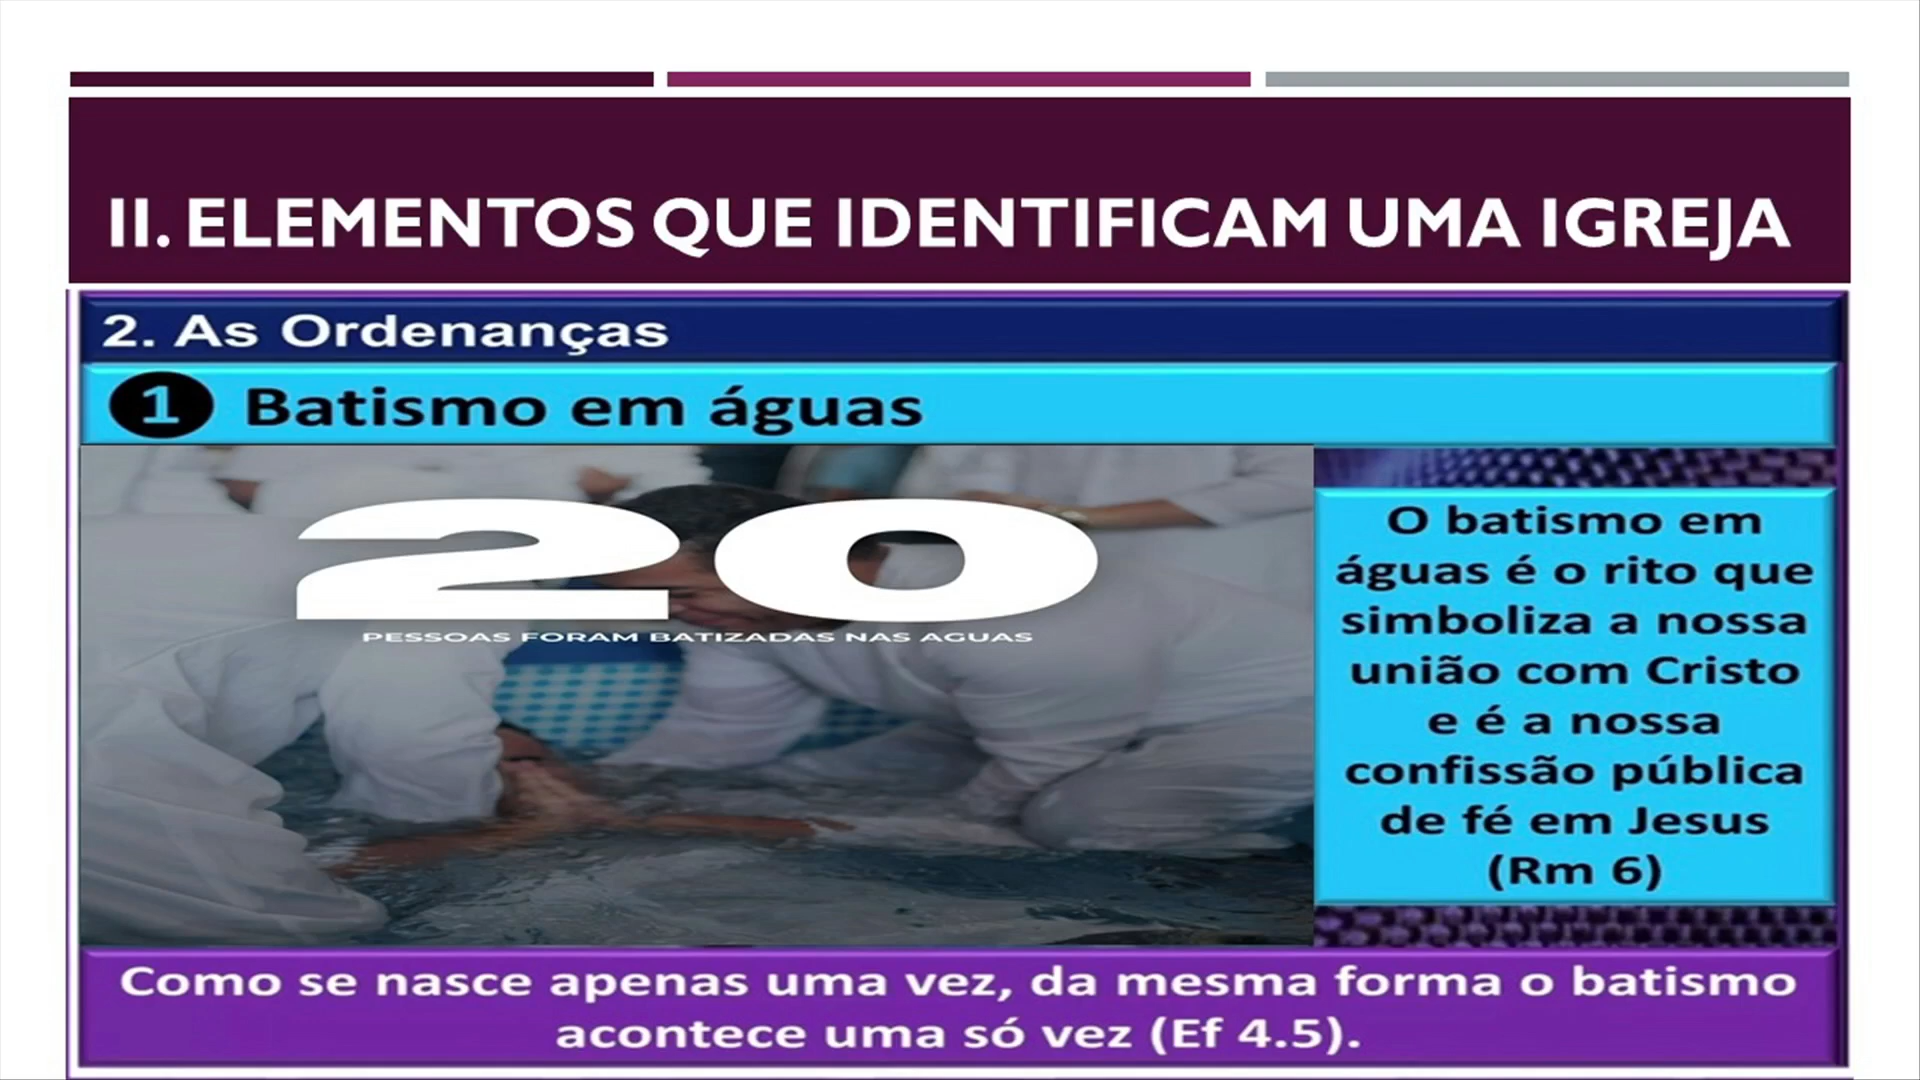 II. ELEMENTOS QUE IDENTIFICAM UMA IGREJA
2. As Ordenanças
1 Batismo em águas
20
PESSOAS FORAM BATIZADAS NAS AGUAS
O batismo em
águas é o rito que
simboliza a nossa
união com Cristo
e é a nossa
confissão pública
de fé em Jesus
(Rm 6)
Como se nasce apenas uma vez, da mesma forma o batismo
acontece uma só vez (Ef 4.5).